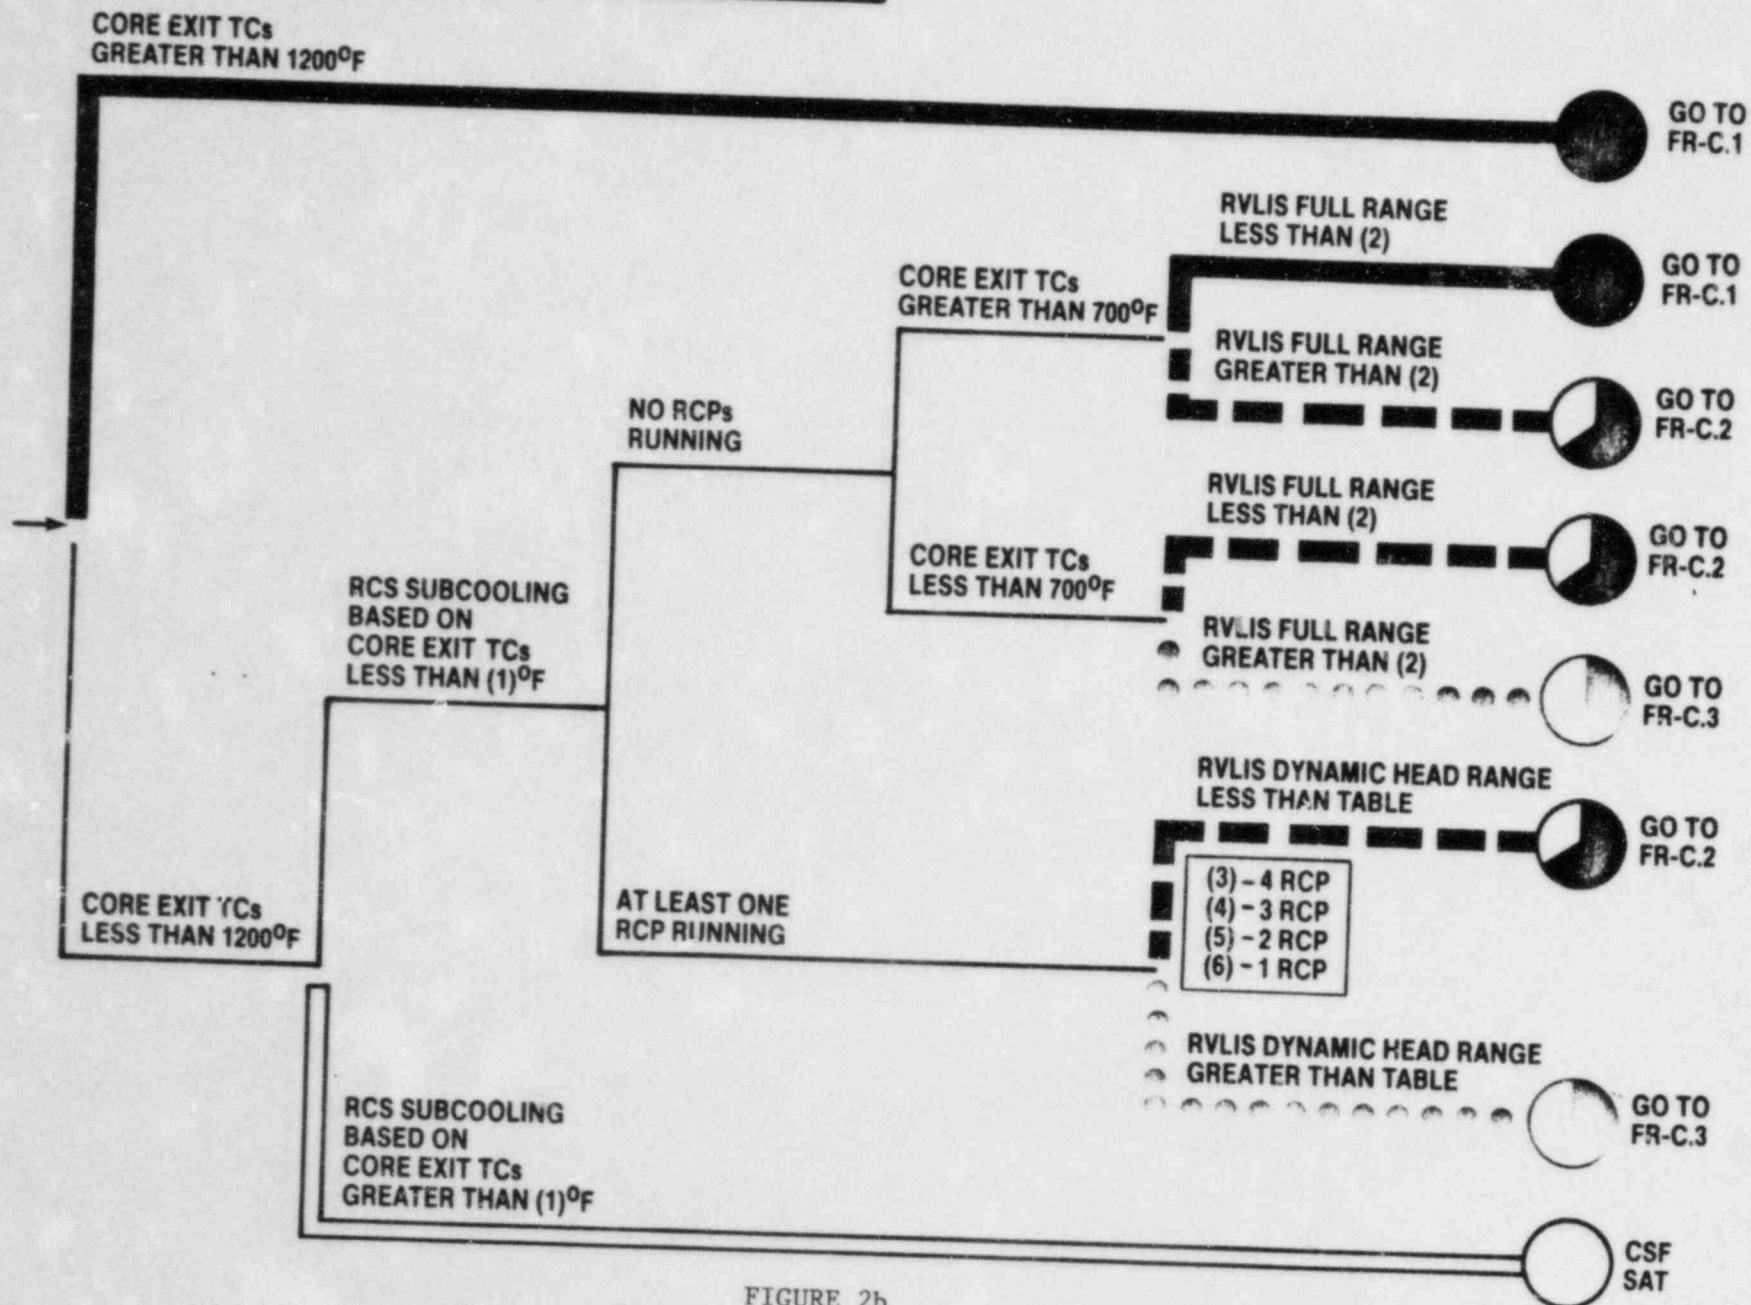 CORE EXIT TCs
GREATER THAN 1200ºF
GO TO
FR-C.1
RVLIS FULL RANGE
LESS THAN (2)
GO TO
FR-C.1
CORE EXIT TCs
GREATER THAN 700ºF
RVLIS FULL RANGE
GREATER THAN (2)
GO TO
FR-C.2
NO RCPs
RUNNING
RVLIS FULL RANGE
LESS THAN (2)
GO TO
FR-C.2
CORE EXIT TCs
LESS THAN 700ºF
RCS SUBCOOLING
BASED ON
CORE EXIT TCs
LESS THAN (1)ºF
RVLIS FULL RANGE
GREATER THAN (2)
GO TO
FR-C.3
RVLIS DYNAMIC HEAD RANGE
LESS THAN TABLE
GO TO
FR-C.2
(3) - 4 RCP
(4) - 3 RCP
(5) - 2 RCP
(6) - 1 RCP
AT LEAST ONE
RCP RUNNING
CORE EXIT TCs
LESS THAN 1200ºF
RVLIS DYNAMIC HEAD RANGE
GREATER THAN TABLE
GO TO
FR-C.3
RCS SUBCOOLING
BASED ON
CORE EXIT TCs
GREATER THAN (1)ºF
CSF
SAT
FIGURE 2b